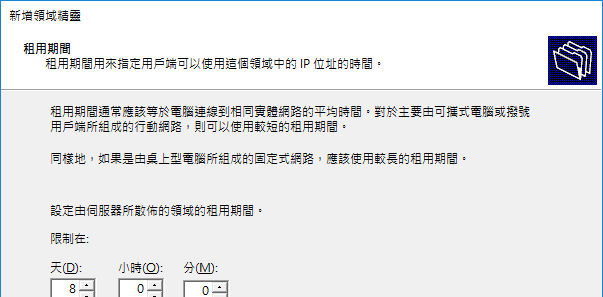 新增領域精靈
租用期間
租用期間用來指定用戶端可以使用這個領域中的 IP 位址的時間。
租用期間通常應該等於電腦連線到相同實體網路的平均時間。對於主要由可攜式電腦或撥號
用戶端所組成的行動網路，則可以使用較短的租用期間。
同樣地，如果是由桌上型電腦所組成的固定式網路，應該使用較長的租用期間。
設定由伺服器所散佈的領域的租用期間。
限制在:
天(D): 小時(O): 分(M):
8 0 0